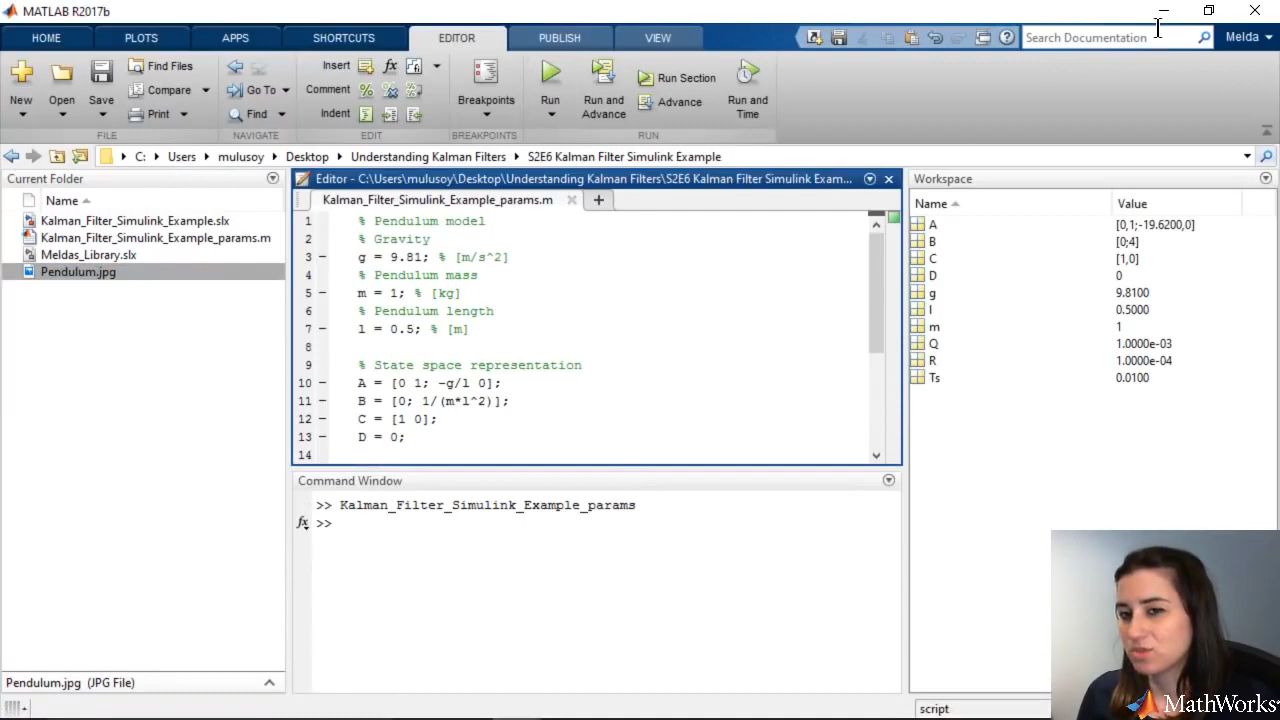 MATLAB R2017b
HOME PLOTS APPS SHORTCUTS EDITOR PUBLISH VIEW Search Documentation Melda
New Open Save Find Files Compare Print
Go To Find
Insert Comment Indent fx
Breakpoints
Run Run and Advance Run Section Advance Run and Time
FILE NAVIGATE EDIT BREAKPOINTS RUN
C: Users mulusoy Desktop Understanding Kalman Filters S2E6 Kalman Filter Simulink Example
Current Folder
Name
Kalman_Filter_Simulink_Example.slx
Kalman_Filter_Simulink_Example_params.m
Meldas_Library.slx
Pendulum.jpg
Pendulum.jpg (JPG File)
Editor - C:\Users\mulusoy\Desktop\Understanding Kalman Filters\S2E6 Kalman Filter Simulink Exam...
Kalman_Filter_Simulink_Example_params.m
1 % Pendulum model
2 % Gravity
3 – g = 9.81; % [m/s^2]
4 % Pendulum mass
5 – m = 1; % [kg]
6 % Pendulum length
7 – l = 0.5; % [m]
8
9 % State space representation
10 – A = [0 1; -g/l 0];
11 – B = [0; 1/(m*l^2)];
12 – C = [1 0];
13 – D = 0;
14
Command Window
>> Kalman_Filter_Simulink_Example_params
fx >>
Workspace
Name Value
A [0,1;-19.6200,0]
B [0;4]
C [1,0]
D 0
g 9.8100
l 0.5000
m 1
Q 1.0000e-03
R 1.0000e-04
Ts 0.0100
script
MathWorks